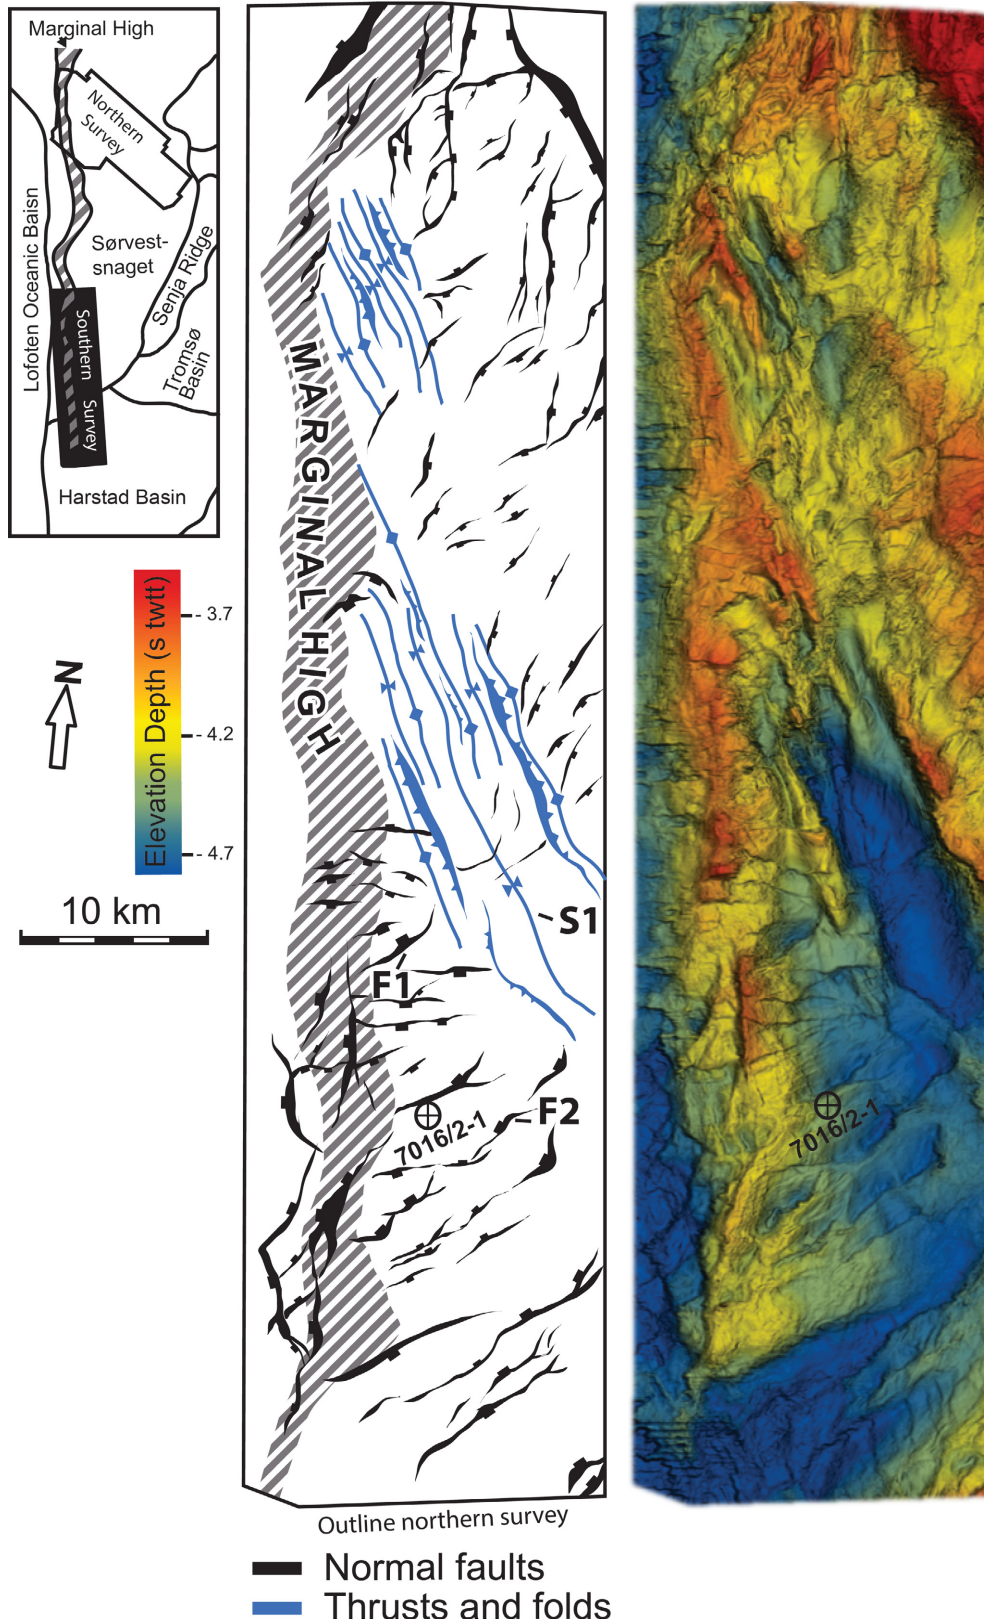 Marginal High
Northern
Survey
Lofoten Oceanic Baisn
Sørvest-
snaget
Senja Ridge
Tromsø
Basin
Southern
Survey
Harstad Basin
Elevation Depth (s twtt)
- 3.7
- 4.2
- 4.7
N
10 km
MARGINAL HIGH
S1
F1
F2
7016/2-1
7016/2-1
Outline northern survey
Normal faults
Thrusts and folds